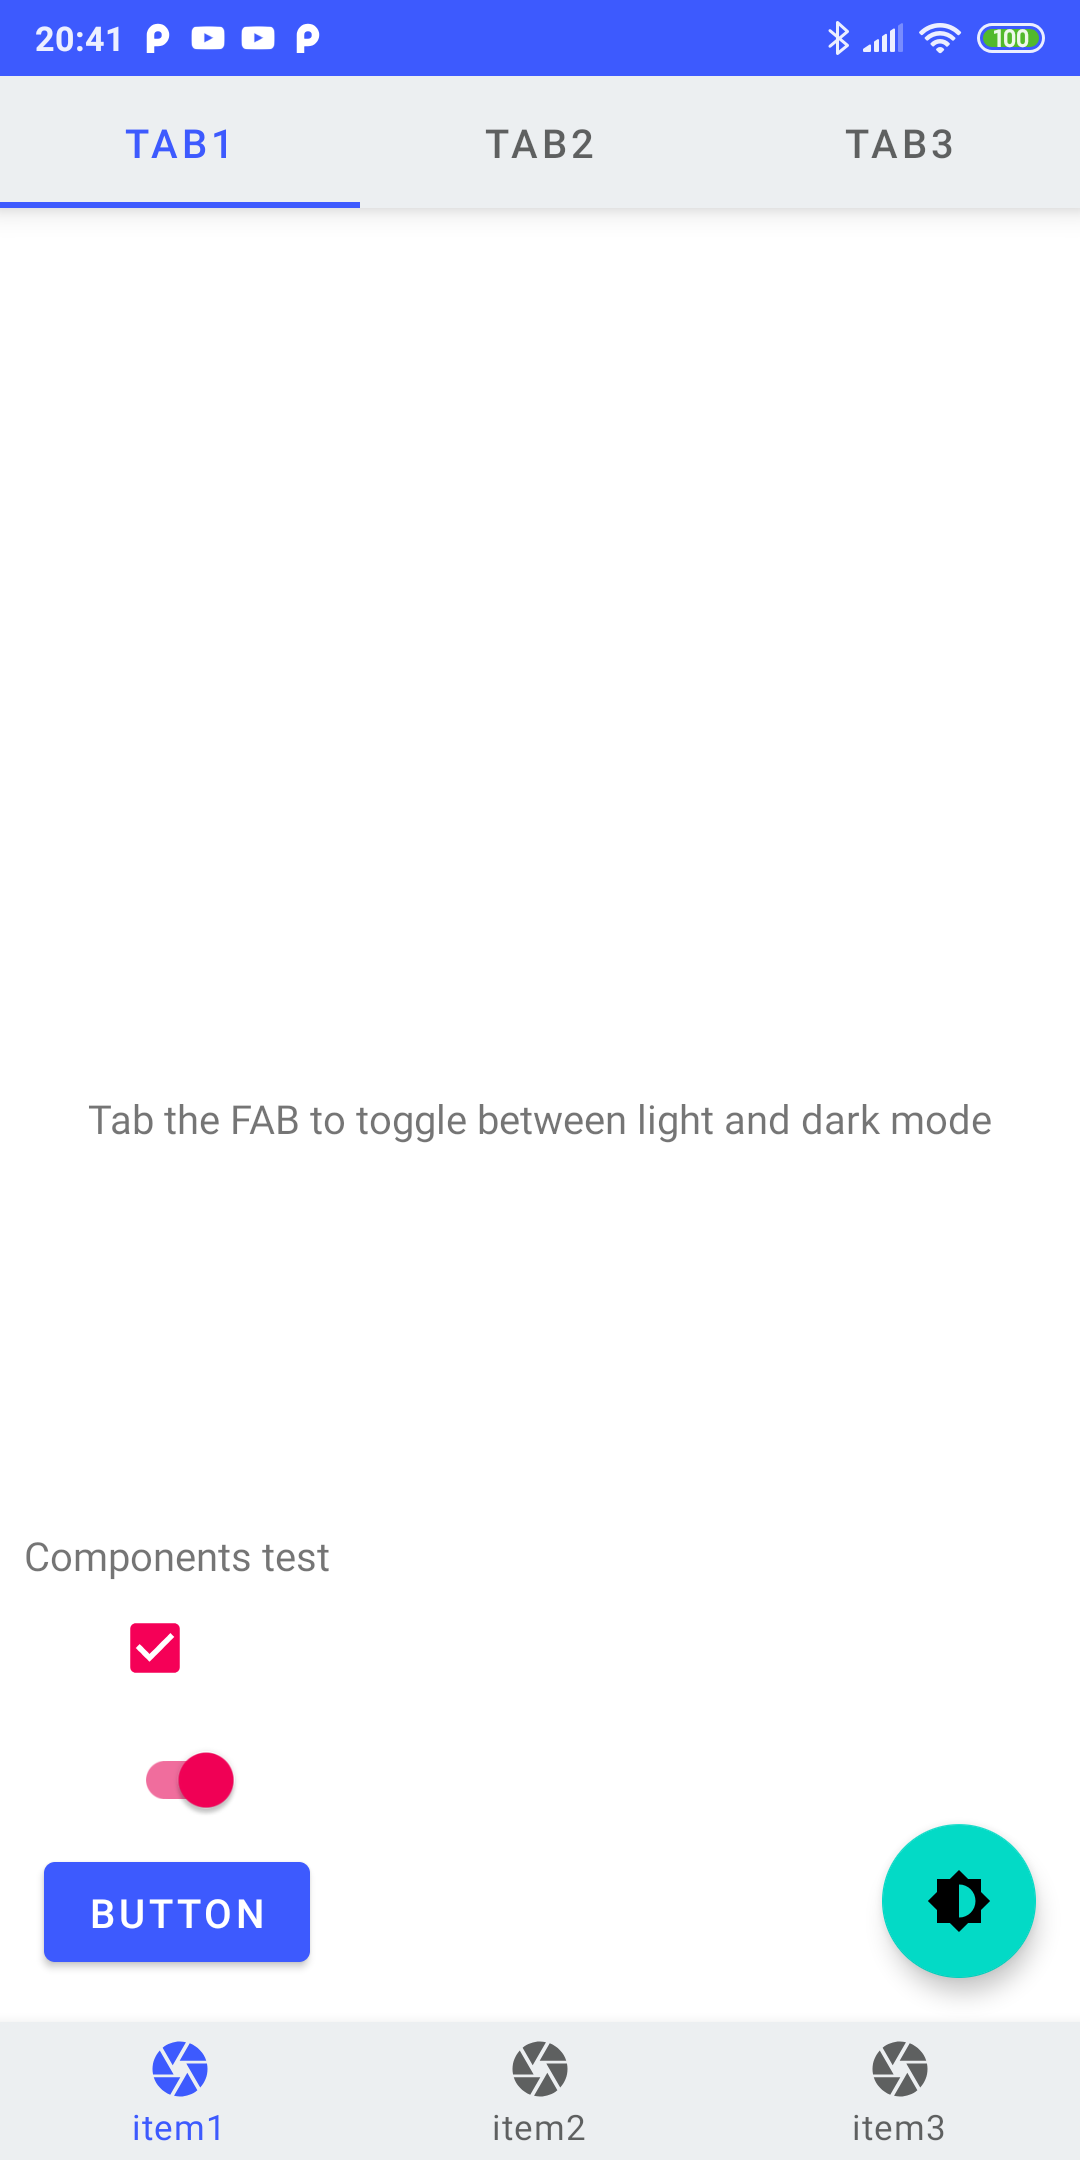 20:41 100
TAB1 TAB2 TAB3
Tab the FAB to toggle between light and dark mode
Components test
BUTTON
item1 item2 item3